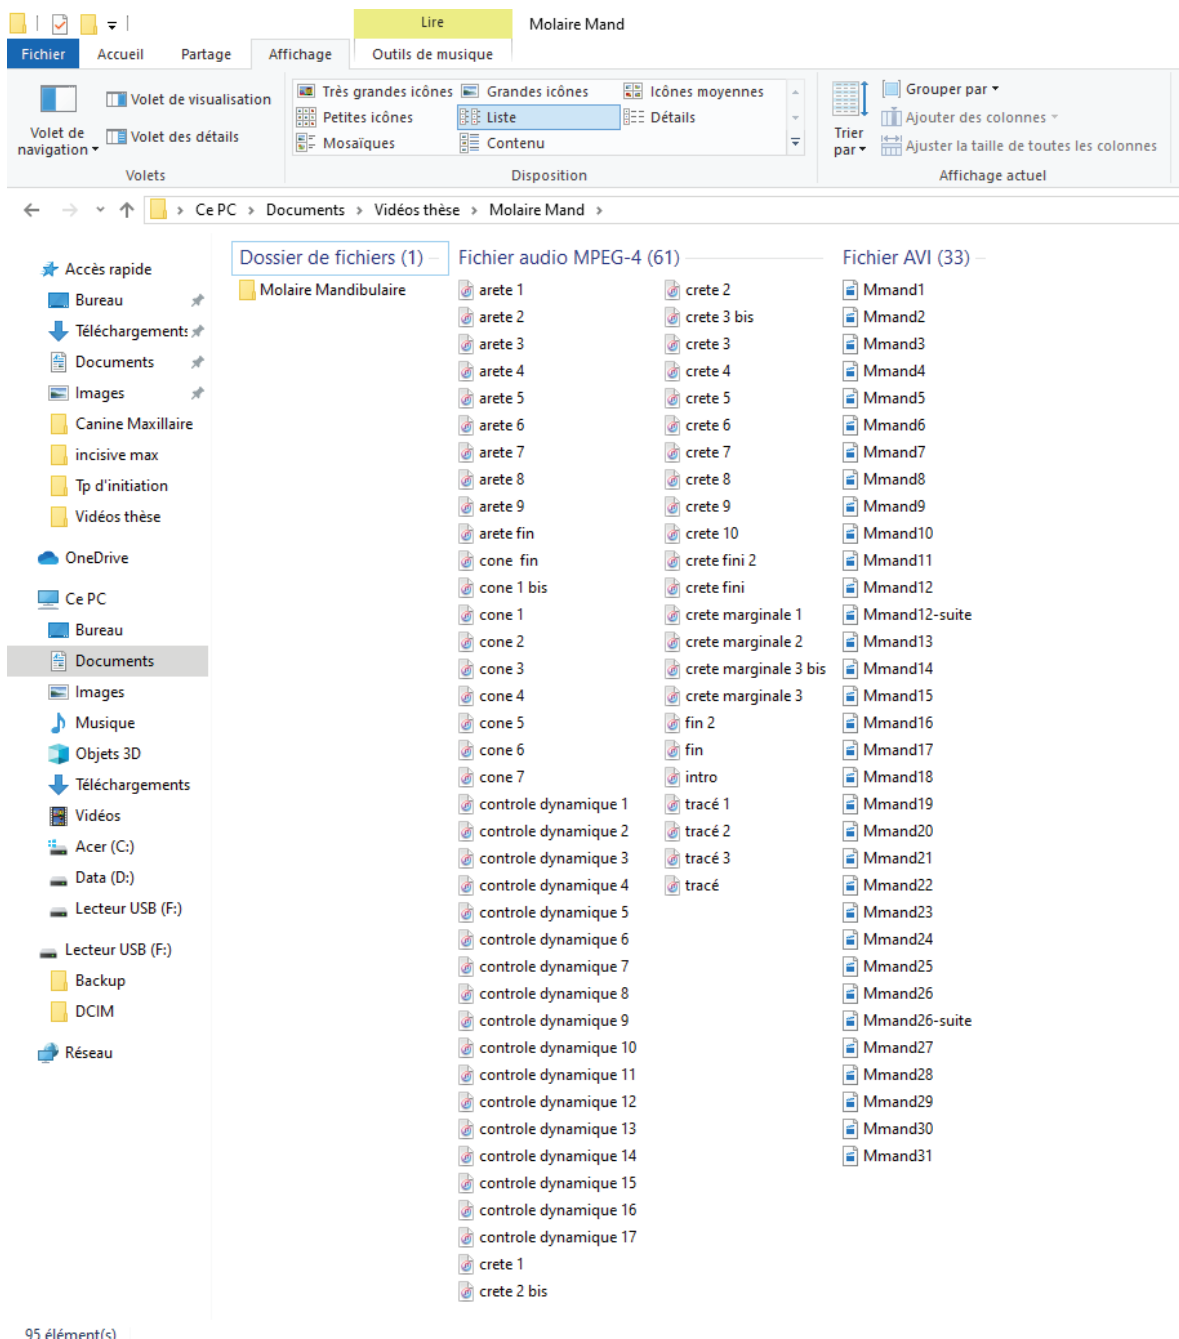 Lire
Molaire Mand
Fichier
Accueil
Partage
Affichage
Outils de musique
Volet de navigation
Volet de visualisation
Volet des détails
Volets
Très grandes icônes
Grandes icônes
Icônes moyennes
Petites icônes
Liste
Détails
Mosaïques
Contenu
Disposition
Trier par
Grouper par
Ajouter des colonnes
Ajuster la taille de toutes les colonnes
Affichage actuel
Ce PC > Documents > Vidéos thèse > Molaire Mand >
Accès rapide
Bureau
Téléchargements
Documents
Images
Canine Maxillaire
incisive max
Tp d'initiation
Vidéos thèse
OneDrive
Ce PC
Bureau
Documents
Images
Musique
Objets 3D
Téléchargements
Vidéos
Acer (C:)
Data (D:)
Lecteur USB (F:)
Lecteur USB (F:)
Backup
DCIM
Réseau
Dossier de fichiers (1)
Molaire Mandibulaire
Fichier audio MPEG-4 (61)
arete 1
arete 2
arete 3
arete 4
arete 5
arete 6
arete 7
arete 8
arete 9
arete fin
cone  fin
cone 1 bis
cone 1
cone 2
cone 3
cone 4
cone 5
cone 6
cone 7
controle dynamique 1
controle dynamique 2
controle dynamique 3
controle dynamique 4
controle dynamique 5
controle dynamique 6
controle dynamique 7
controle dynamique 8
controle dynamique 9
controle dynamique 10
controle dynamique 11
controle dynamique 12
controle dynamique 13
controle dynamique 14
controle dynamique 15
controle dynamique 16
controle dynamique 17
crete 1
crete 2 bis
crete 2
crete 3 bis
crete 3
crete 4
crete 5
crete 6
crete 7
crete 8
crete 9
crete 10
crete fini 2
crete fini
crete marginale 1
crete marginale 2
crete marginale 3 bis
crete marginale 3
fin 2
fin
intro
tracé 1
tracé 2
tracé 3
tracé
Fichier AVI (33)
Mmand1
Mmand2
Mmand3
Mmand4
Mmand5
Mmand6
Mmand7
Mmand8
Mmand9
Mmand10
Mmand11
Mmand12
Mmand12-suite
Mmand13
Mmand14
Mmand15
Mmand16
Mmand17
Mmand18
Mmand19
Mmand20
Mmand21
Mmand22
Mmand23
Mmand24
Mmand25
Mmand26
Mmand26-suite
Mmand27
Mmand28
Mmand29
Mmand30
Mmand31
95 élément(s)